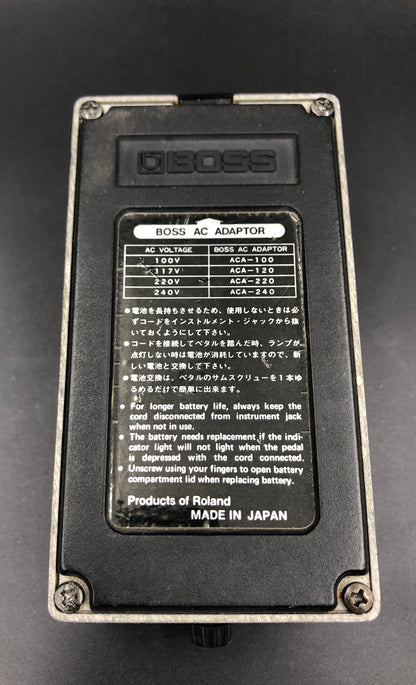 BOSS
BOSS AC ADAPTOR
AC VOLTAGE BOSS AC ADAPTOR
100V ACA-100
117V ACA-120
220V ACA-220
240V ACA-240
●電池を長持ちさせるため、使用しないときは必
ずコードをインストルメント・ジャックから抜
いておくようにして下さい。
●コードを接続してペタルを踏んだ時、ランプが
点灯しない時は電池が消耗していますので、新
しい電池と交換して下さい。
●電池交換は、ペタルのサムスクリューを1本ゆ
るめるだけで簡単に出来ます。
● For longer battery life, always keep the
cord disconnected from instrument jack
when not in use.
● The battery needs replacement if the indi-
cator light will not light when the pedal
is depressed with the cord connected.
● Unscrew using your fingers to open battery
compartment lid when replacing battery.
Products of Roland
MADE IN JAPAN